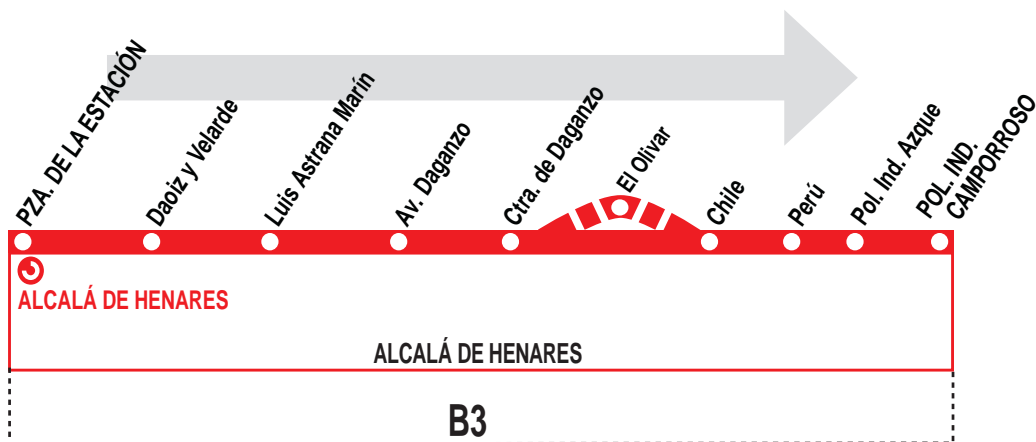 PZA. DE LA ESTACIÓN
Daoiz y Velarde
Luis Astrana Marín
Av. Daganzo
Ctra. de Daganzo
El Olivar
Chile
Perú
Pol. Ind. Azque
POL. IND.
CAMPORROSO
ALCALÁ DE HENARES
ALCALÁ DE HENARES
B3